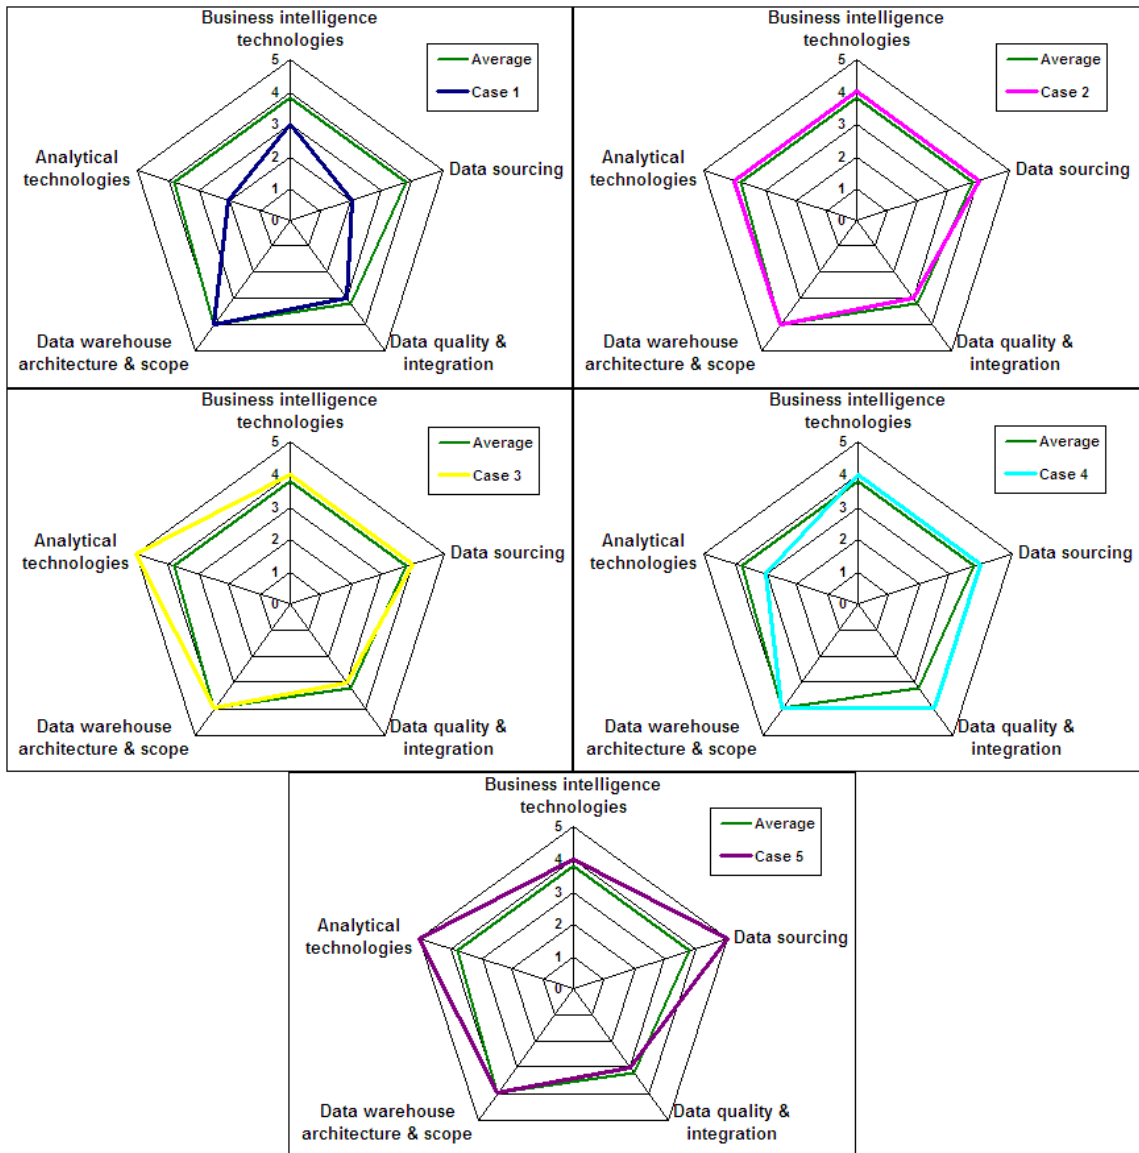 Business intelligence
technologies
5
4
3
2
1
0
Average
Case 1
Analytical
technologies
Data sourcing
Data warehouse
architecture & scope
Data quality &
integration
Business intelligence
technologies
5
4
3
2
1
0
Average
Case 2
Analytical
technologies
Data sourcing
Data warehouse
architecture & scope
Data quality &
integration
Business intelligence
technologies
5
4
3
2
1
0
Average
Case 3
Analytical
technologies
Data sourcing
Data warehouse
architecture & scope
Data quality &
integration
Business intelligence
technologies
5
4
3
2
1
0
Average
Case 4
Analytical
technologies
Data sourcing
Data warehouse
architecture & scope
Data quality &
integration
Business intelligence
technologies
5
4
3
2
1
0
Average
Case 5
Analytical
technologies
Data sourcing
Data warehouse
architecture & scope
Data quality &
integration